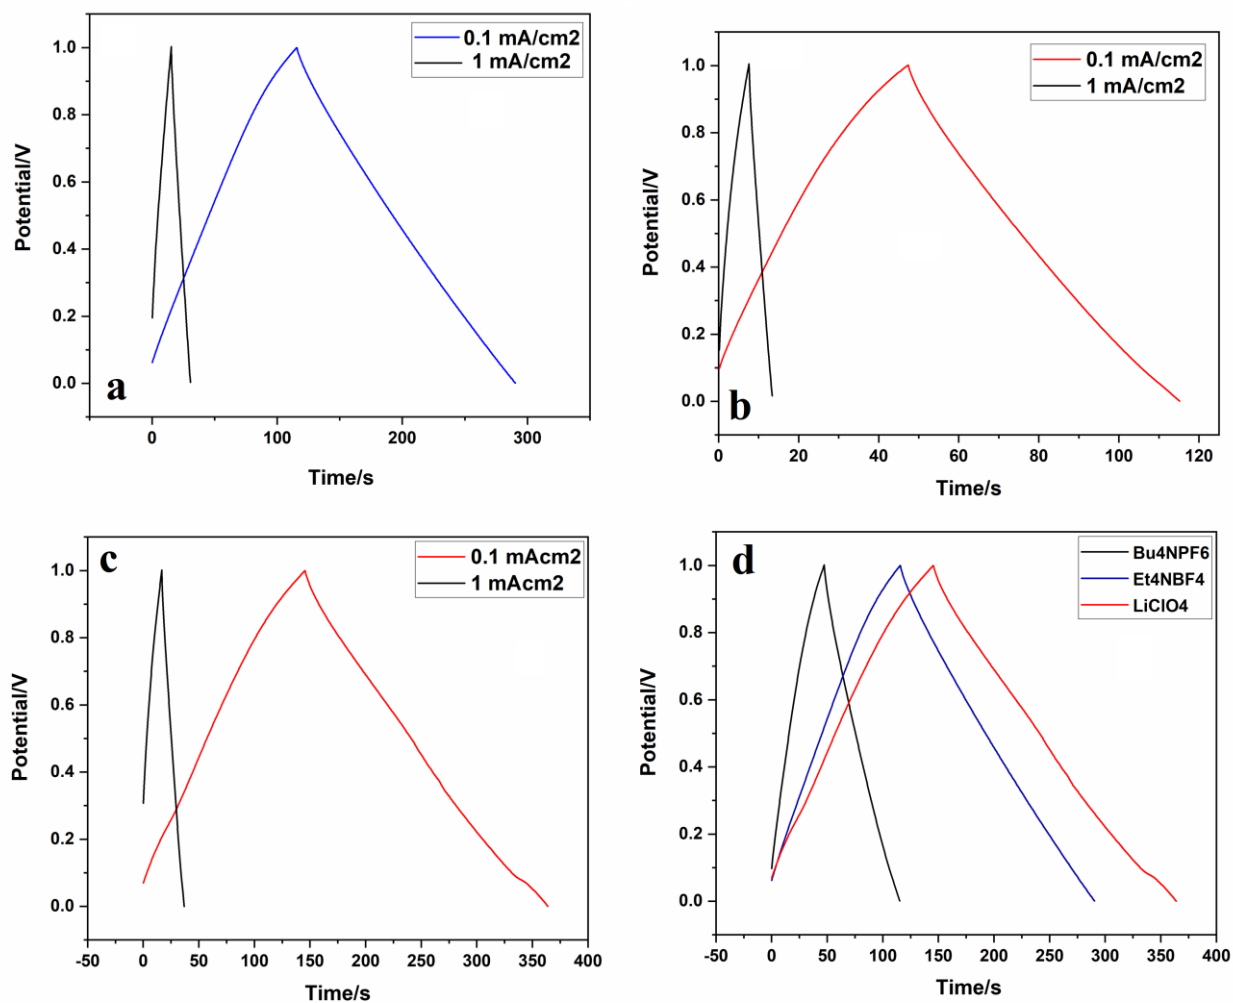 0.1 mA/cm2
1 mA/cm2
1.0
0.8
0.6
0.4
0.2
0.0
Potential/V
a
0
100
200
300
Time/s
0.1 mA/cm2
1 mA/cm2
1.0
0.8
0.6
0.4
0.2
0.0
Potential/V
b
0
20
40
60
80
100
120
Time/s
c
0.1 mAcm2
1 mAcm2
1.0
0.8
0.6
0.4
0.2
0.0
Potential/V
-50
0
50
100
150
200
250
300
350
400
Time/s
d
Bu4NPF6
Et4NBF4
LiClO4
1.0
0.8
0.6
0.4
0.2
0.0
Potential/V
-50
0
50
100
150
200
250
300
350
400
Time/s